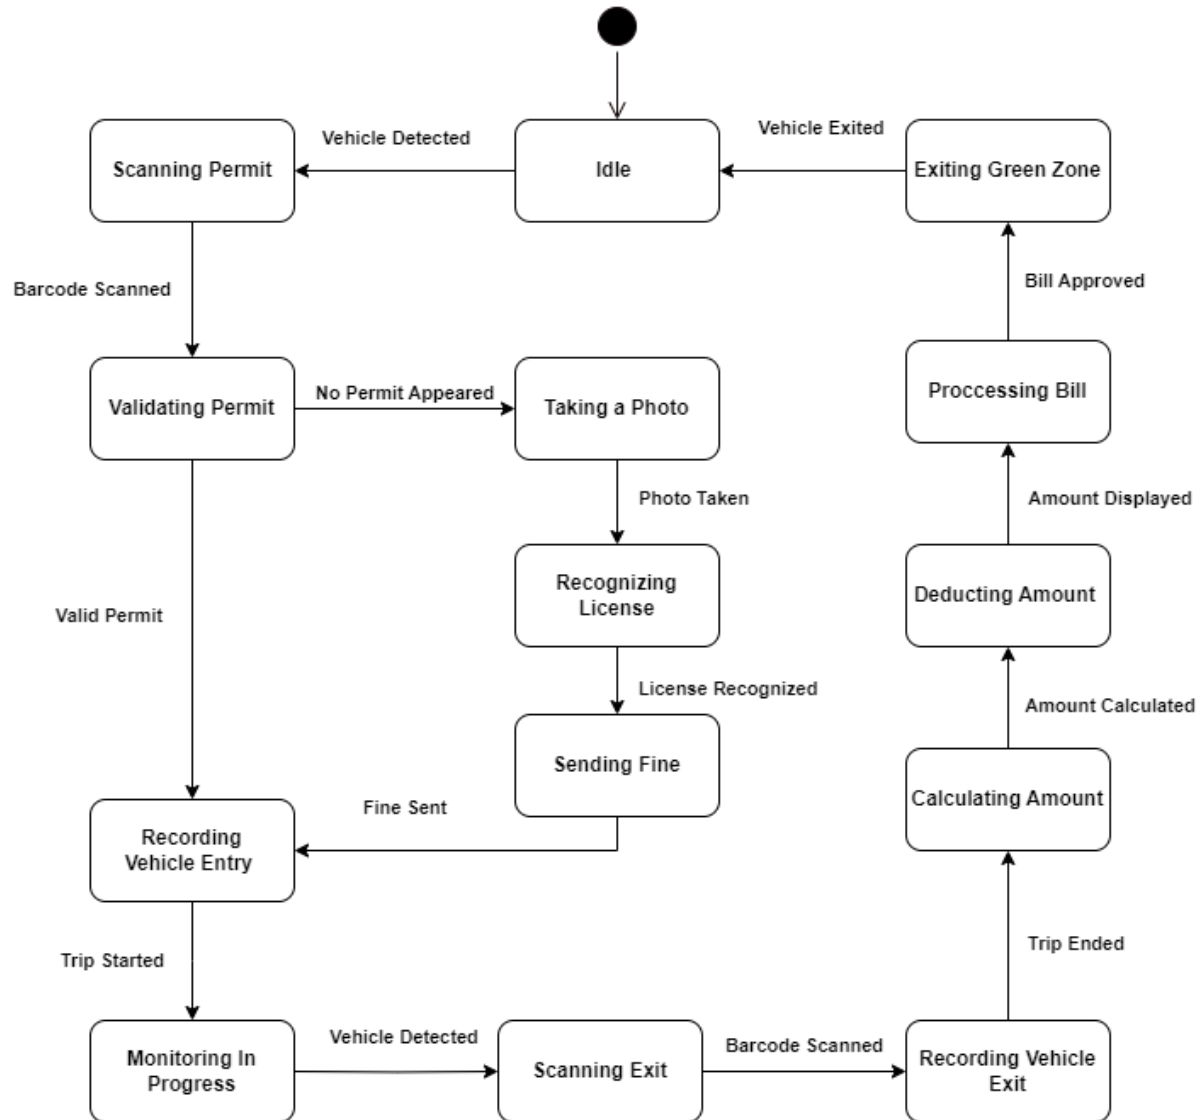 Vehicle Detected
Vehicle Exited
Scanning Permit
Idle
Exiting Green Zone
Barcode Scanned
Bill Approved
Validating Permit
No Permit Appeared
Taking a Photo
Proccessing Bill
Photo Taken
Amount Displayed
Recognizing
License
Deducting Amount
Valid Permit
License Recognized
Amount Calculated
Sending Fine
Calculating Amount
Fine Sent
Recording
Vehicle Entry
Trip Started
Trip Ended
Monitoring In
Progress
Vehicle Detected
Scanning Exit
Barcode Scanned
Recording Vehicle
Exit